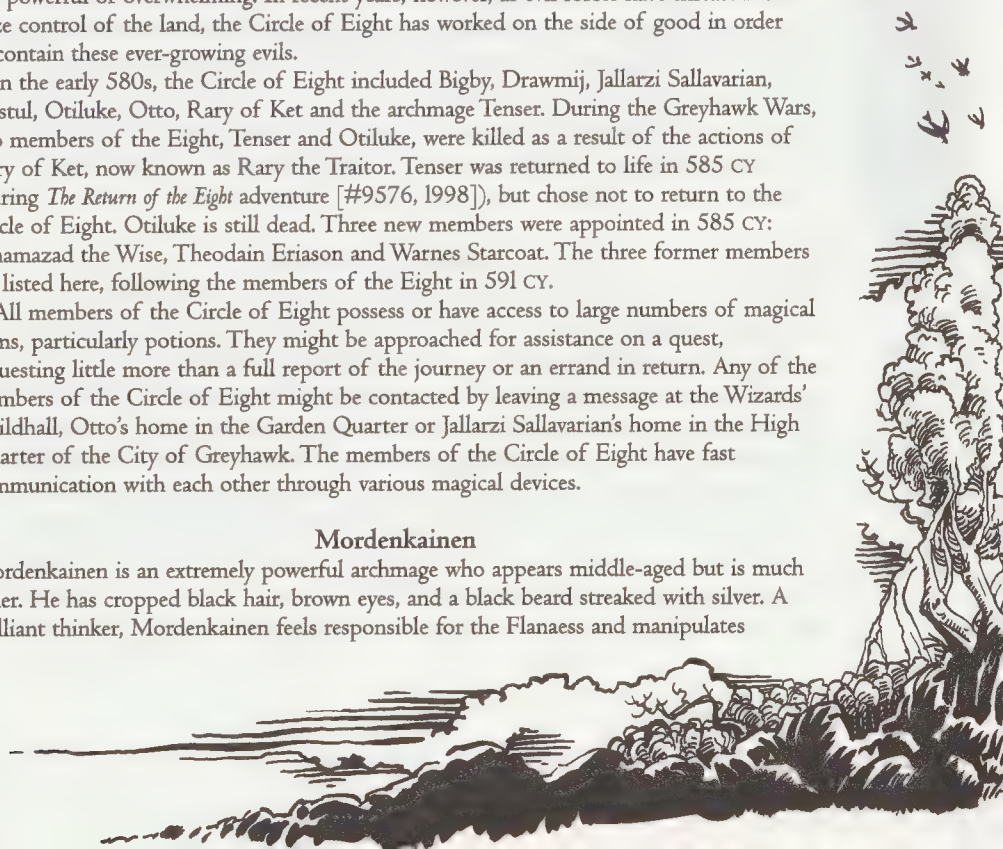 ze control of the land, the Circle of Eight has worked on the side of good in order
contain these ever-growing evils.
n the early 580s, the Circle of Eight included Bigby, Drawmij, Jallarzi Sallavarian,
stul, Otiluke, Otto, Rary of Ket and the archmage Tenser. During the Greyhawk Wars,
o members of the Eight, Tenser and Otiluke, were killed as a result of the actions of
ry of Ket, now known as Rary the Traitor. Tenser was returned to life in 585 CY
ring The Return of the Eight adventure [#9576, 1998]), but chose not to return to the
cle of Eight. Otiluke is still dead. Three new members were appointed in 585 CY:
amazad the Wise, Theodain Eriason and Warnes Starcoat. The three former members
listed here, following the members of the Eight in 591 CY.
All members of the Circle of Eight possess or have access to large numbers of magical
ns, particularly potions. They might be approached for assistance on a quest,
uesting little more than a full report of the journey or an errand in return. Any of the
mbers of the Circle of Eight might be contacted by leaving a message at the Wizards'
ildhall, Otto's home in the Garden Quarter or Jallarzi Sallavarian's home in the High
arter of the City of Greyhawk. The members of the Circle of Eight have fast
mmunication with each other through various magical devices.
Mordenkainen
ordenkainen is an extremely powerful archmage who appears middle-aged but is much
er. He has cropped black hair, brown eyes, and a black beard streaked with silver. A
lliant thinker, Mordenkainen feels responsible for the Flanaess and manipulates